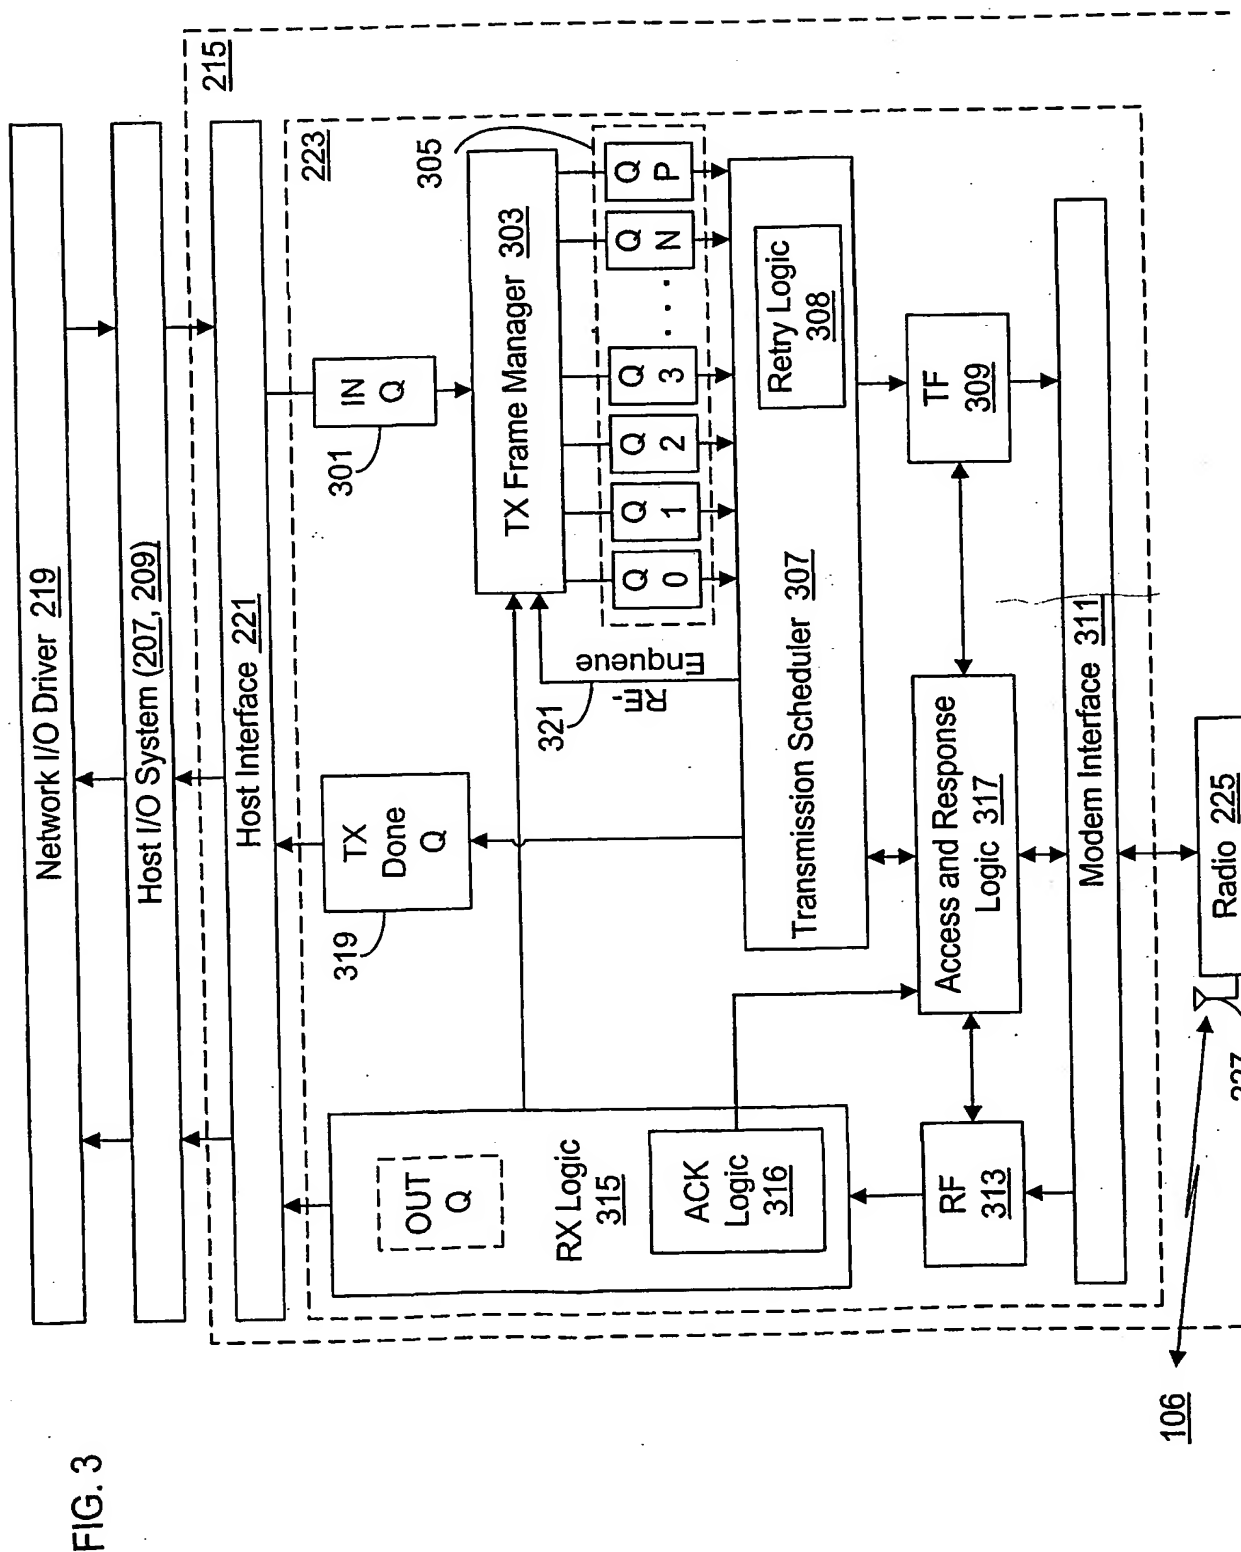 FIG. 3
Network I/O Driver 219
Host I/O System (207, 209)
215
Host Interface 221
223
IN
Q
301
TX
Done
Q
319
OUT
Q
RX Logic
315
ACK
Logic
316
TX Frame Manager 303
305
Q
0
Q
1
Q
2
Q
3
. . . .
Q
N
Q
P
RE-
Enqueue
321
Transmission Scheduler 307
Retry Logic
308
RF
313
Access and Response
Logic 317
TF
309
Modem Interface 311
Radio 225
106